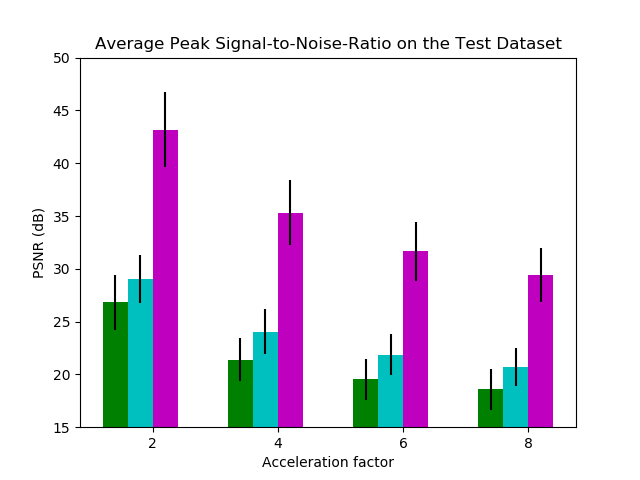 Average Peak Signal-to-Noise-Ratio on the Test Dataset
50
45
40
35
30
25
20
15
PSNR (dB)
2 4 6 8
Acceleration factor